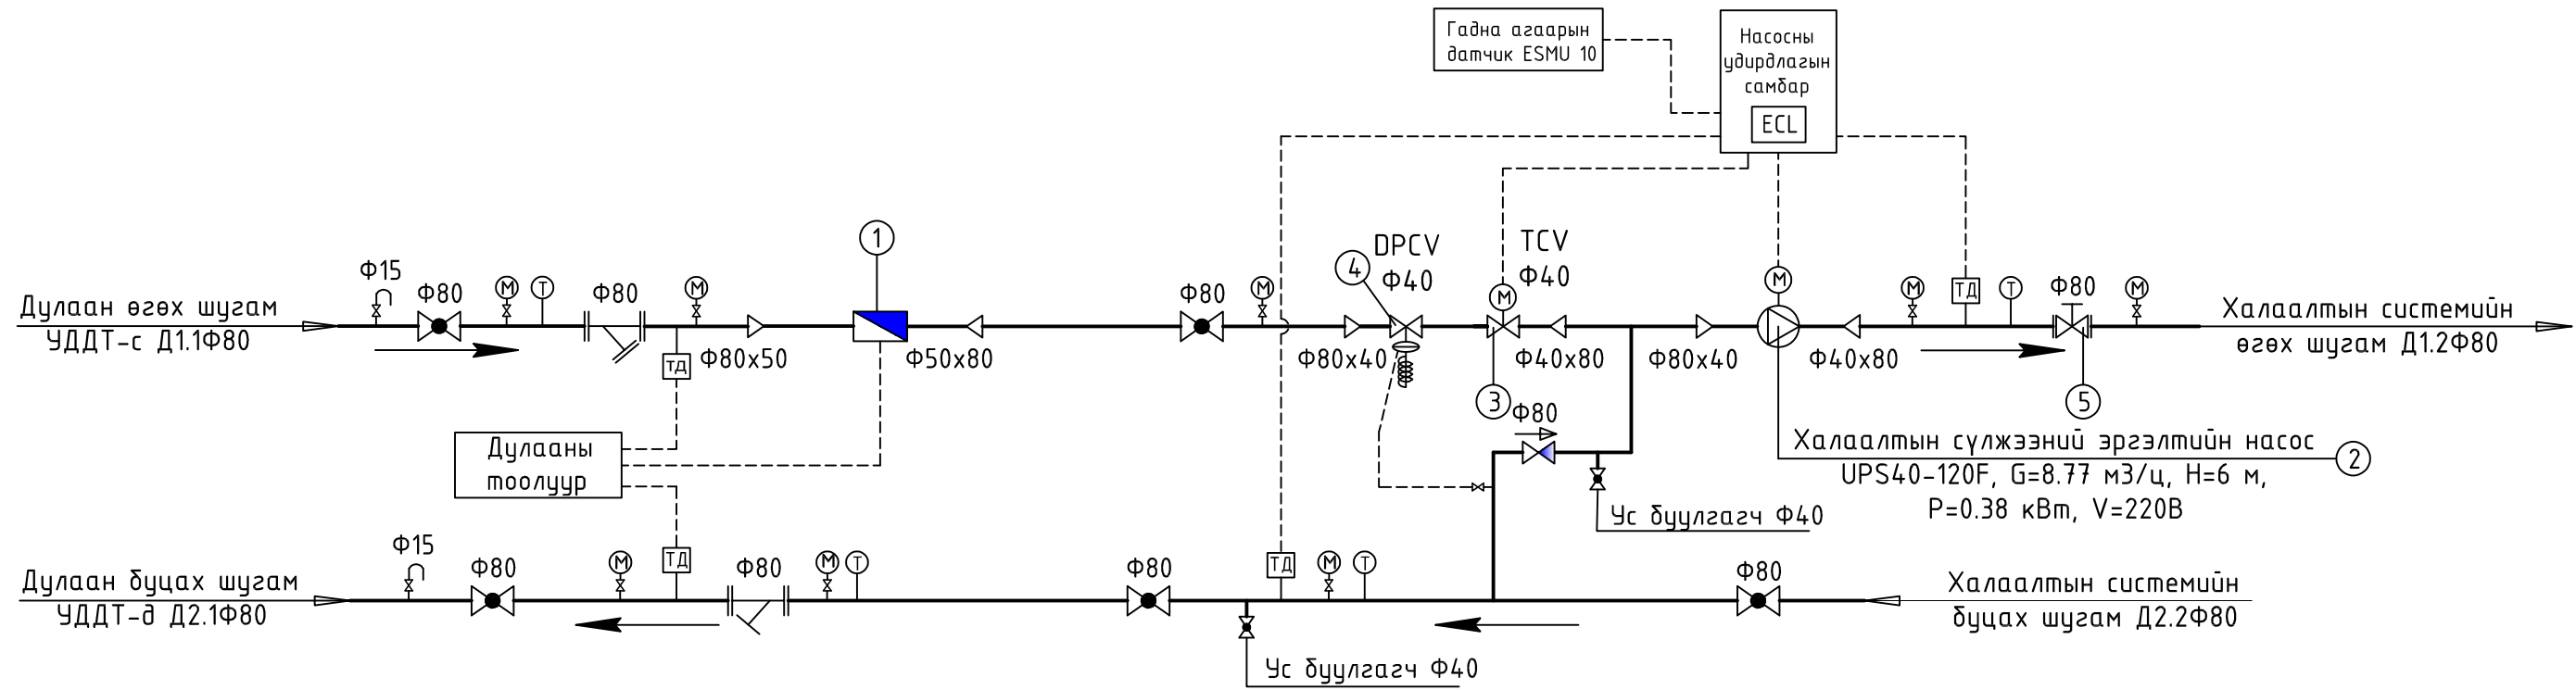 Гадна агаарын
датчик ESMU 10
Насосны
удирдлагын
самбар
ECL
1
4
DPCV
Ф40
TCV
Ф40
M
M
Ф15
Ф80
M
T
Ф80
M
Ф80
M
M
ТД
T
Ф80
M
Дулаан өгөх шугам
УДДТ-с Д1.1Ф80
Халаалтын системийн
өгөх шугам Д1.2Ф80
ТД
Ф80х50
Ф50х80
Ф80х40
Ф40х80
Ф80х40
Ф40х80
3
5
Ф80
Дулааны
тоолуур
Халаалтын сүлжээний эргэлтийн насос
2
UPS40-120F, G=8.77 м3/ц, H=6 м,
P=0.38 кВт, V=220В
Ус буулгагч Ф40
Ф15
Ф80
M
ТД
Ф80
M
T
Ф80
ТД
M
T
Ф80
Дулаан буцах шугам
УДДТ-д Д2.1Ф80
Халаалтын системийн
буцах шугам Д2.2Ф80
Ус буулгагч Ф40